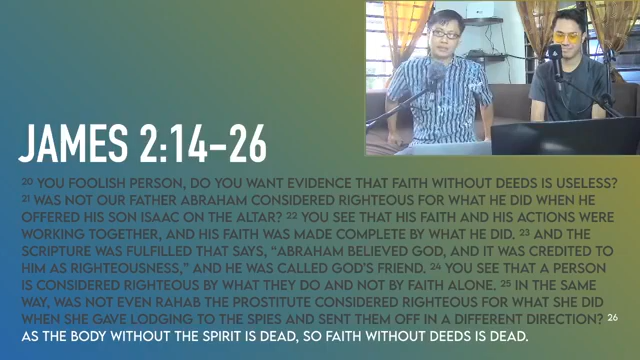 JAMES 2:14-26
20 YOU FOOLISH PERSON, DO YOU WANT EVIDENCE THAT FAITH WITHOUT DEEDS IS USELESS?
21 WAS NOT OUR FATHER ABRAHAM CONSIDERED RIGHTEOUS FOR WHAT HE DID WHEN HE
OFFERED HIS SON ISAAC ON THE ALTAR? 22 YOU SEE THAT HIS FAITH AND HIS ACTIONS WERE
WORKING TOGETHER, AND HIS FAITH WAS MADE COMPLETE BY WHAT HE DID. 23 AND THE
SCRIPTURE WAS FULFILLED THAT SAYS, “ABRAHAM BELIEVED GOD, AND IT WAS CREDITED TO
HIM AS RIGHTEOUSNESS,” AND HE WAS CALLED GOD’S FRIEND. 24 YOU SEE THAT A PERSON
IS CONSIDERED RIGHTEOUS BY WHAT THEY DO AND NOT BY FAITH ALONE. 25 IN THE SAME
WAY, WAS NOT EVEN RAHAB THE PROSTITUTE CONSIDERED RIGHTEOUS FOR WHAT SHE DID
WHEN SHE GAVE LODGING TO THE SPIES AND SENT THEM OFF IN A DIFFERENT DIRECTION? 26
AS THE BODY WITHOUT THE SPIRIT IS DEAD, SO FAITH WITHOUT DEEDS IS DEAD.